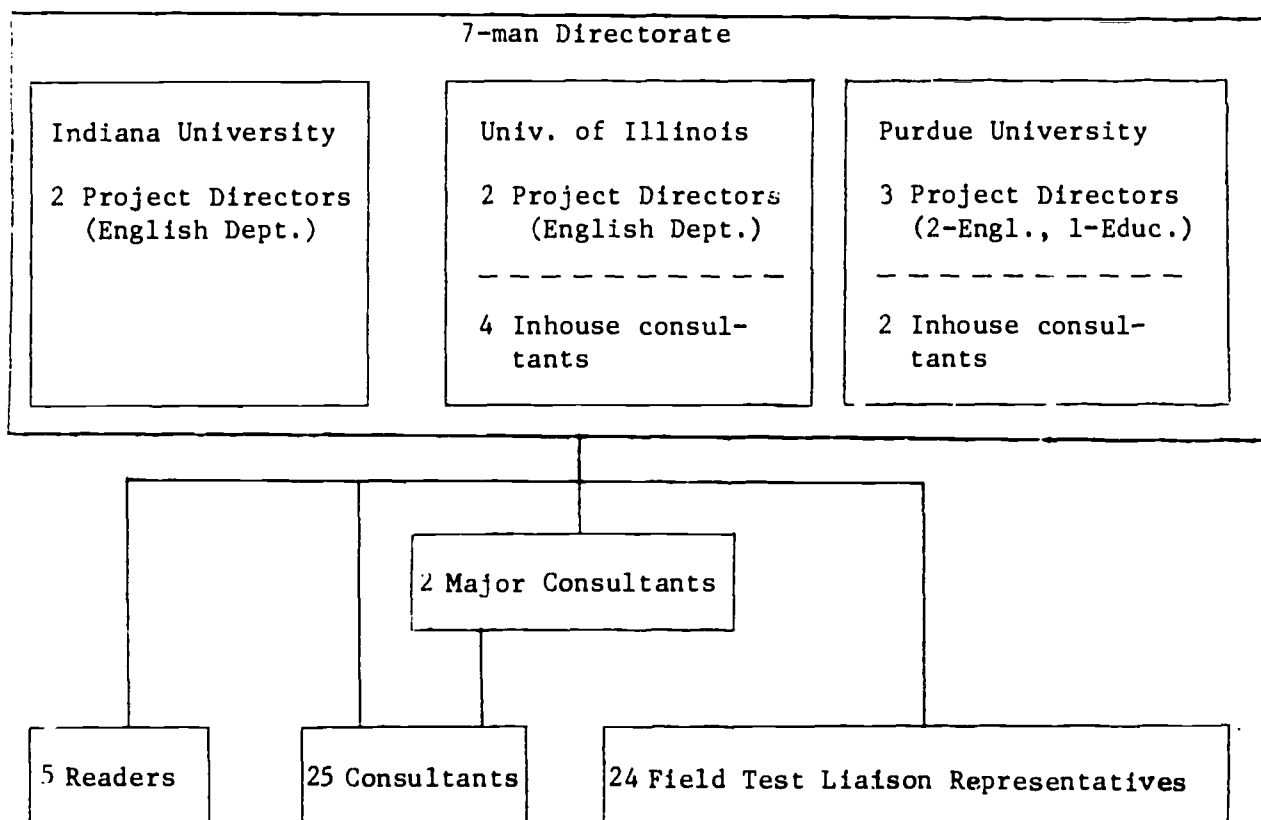 7-man Directorate
Indiana University
2 Project Directors
(English Dept.)
Univ. of Illinois
2 Project Directors
(English Dept.)
4 Inhouse consul-
tants
Purdue University
3 Project Directors
(2-Engl., 1-Educ.)
2 Inhouse consul-
tants
2 Major Consultants
5 Readers
25 Consultants
24 Field Test Liaison Representatives